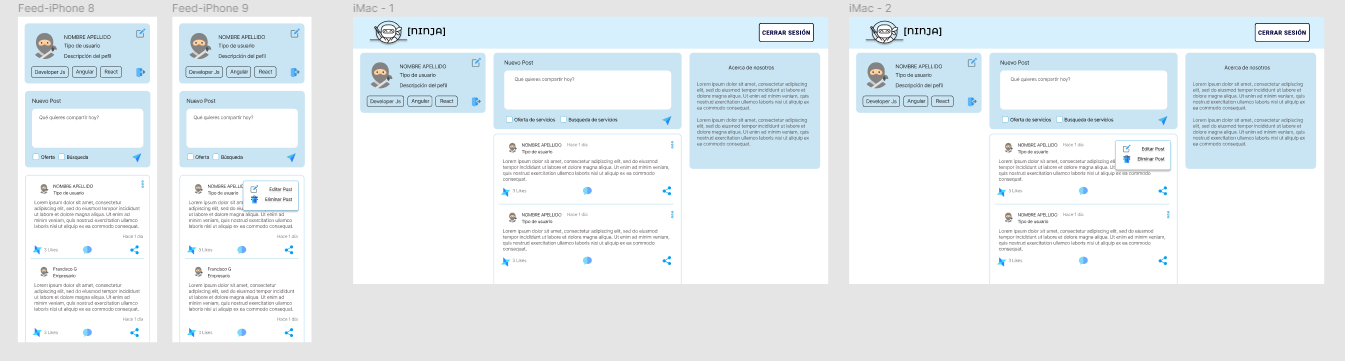 Feed-iPhone 8
NOMBRE APELLIDO
Tipo de usuario
Descripción del pefil
Developer Js Angular React
Nuevo Post
Qué quieres compartir hoy?
Oferta Búsqueda
NOMBRE APELLIDO
Tipo de usuario
Lorem ipsum dolor sit amet, consectetur
adipiscing elit, sed do eiusmod tempor incididunt
ut labore et dolore magna aliqua. Ut enim ad
minim veniam, quis nostrud exercitation ullamco
laboris nisi ut aliquip ex ea commodo consequat.
Hace 1 día
3 Likes
Francisco G
Empresario
Lorem ipsum dolor sit amet, consectetur
adipiscing elit, sed do eiusmod tempor incididunt
ut labore et dolore magna aliqua. Ut enim ad
minim veniam, quis nostrud exercitation ullamco
laboris nisi ut aliquip ex ea commodo consequat.
Hace 1 día
3 Likes
Feed-iPhone 9
NOMBRE APELLIDO
Tipo de usuario
Descripción del pefil
Developer Js Angular React
Nuevo Post
Qué quieres compartir hoy?
Oferta Búsqueda
NOMBRE APELLI
Tipo de usuario
Editar Post
Eliminar Post
Lorem ipsum dolor sit amet, con
adipiscing elit, sed do eiusmod te
ut labore et dolore magna aliqua. Ut enim ad
minim veniam, quis nostrud exercitation ullamco
laboris nisi ut aliquip ex ea commodo consequat.
Hace 1 día
3 Likes
Francisco G
Empresario
Lorem ipsum dolor sit amet, consectetur
adipiscing elit, sed do eiusmod tempor incididunt
ut labore et dolore magna aliqua. Ut enim ad
minim veniam, quis nostrud exercitation ullamco
laboris nisi ut aliquip ex ea commodo consequat.
Hace 1 día
3 Likes
iMac - 1
[NINJA]
CERRAR SESIÓN
NOMBRE APELLIDO
Tipo de usuario
Descripción del pefil
Developer Js Angular React
Nuevo Post
Qué quieres compartir hoy?
Oferta de servicios Busqueda de servicios
NOMBRE APELLIDO Hace 1 día
Tipo de usuario
Lorem ipsum dolor sit amet, consectetur adipiscing elit, sed do eiusmod
tempor incididunt ut labore et dolore magna aliqua. Ut enim ad minim veniam,
quis nostrud exercitation ullamco laboris nisi ut aliquip ex ea commodo
consequat.
3 Likes
NOMBRE APELLIDO Hace 1 día
Tipo de usuario
Lorem ipsum dolor sit amet, consectetur adipiscing elit, sed do eiusmod
tempor incididunt ut labore et dolore magna aliqua. Ut enim ad minim veniam,
quis nostrud exercitation ullamco laboris nisi ut aliquip ex ea commodo
consequat.
3 Likes
Acerca de nosotros
Lorem ipsum dolor sit amet, consectetur adipiscing
elit, sed do eiusmod tempor incididunt ut labore et
dolore magna aliqua. Ut enim ad minim veniam, quis
nostrud exercitation ullamco laboris nisi ut aliquip ex
ea commodo consequat.
Lorem ipsum dolor sit amet, consectetur adipiscing
elit, sed do eiusmod tempor incididunt ut labore et
dolore magna aliqua. Ut enim ad minim veniam, quis
nostrud exercitation ullamco laboris nisi ut aliquip ex
ea commodo consequat.
iMac - 2
[NINJA]
CERRAR SESIÓN
NOMBRE APELLIDO
Tipo de usuario
Descripción del pefil
Developer Js Angular React
Nuevo Post
Qué quieres compartir hoy?
Oferta de servicios Busqueda de servicios
NOMBRE APELLIDO Hace 1 día
Tipo de usuario
Editar Post
Eliminar Post
Lorem ipsum dolor sit amet, consectetur adipiscing
tempor incididunt ut labore et dolore magna aliqua. Ut enim ad minim veniam,
quis nostrud exercitation ullamco laboris nisi ut aliquip ex ea commodo
consequat.
3 Likes
NOMBRE APELLIDO Hace 1 día
Tipo de usuario
Lorem ipsum dolor sit amet, consectetur adipiscing elit, sed do eiusmod
tempor incididunt ut labore et dolore magna aliqua. Ut enim ad minim veniam,
quis nostrud exercitation ullamco laboris nisi ut aliquip ex ea commodo
consequat.
3 Likes
Acerca de nosotros
Lorem ipsum dolor sit amet, consectetur adipiscing
elit, sed do eiusmod tempor incididunt ut labore et
dolore magna aliqua. Ut enim ad minim veniam, quis
nostrud exercitation ullamco laboris nisi ut aliquip ex
ea commodo consequat.
Lorem ipsum dolor sit amet, consectetur adipiscing
elit, sed do eiusmod tempor incididunt ut labore et
dolore magna aliqua. Ut enim ad minim veniam, quis
nostrud exercitation ullamco laboris nisi ut aliquip ex
ea commodo consequat.